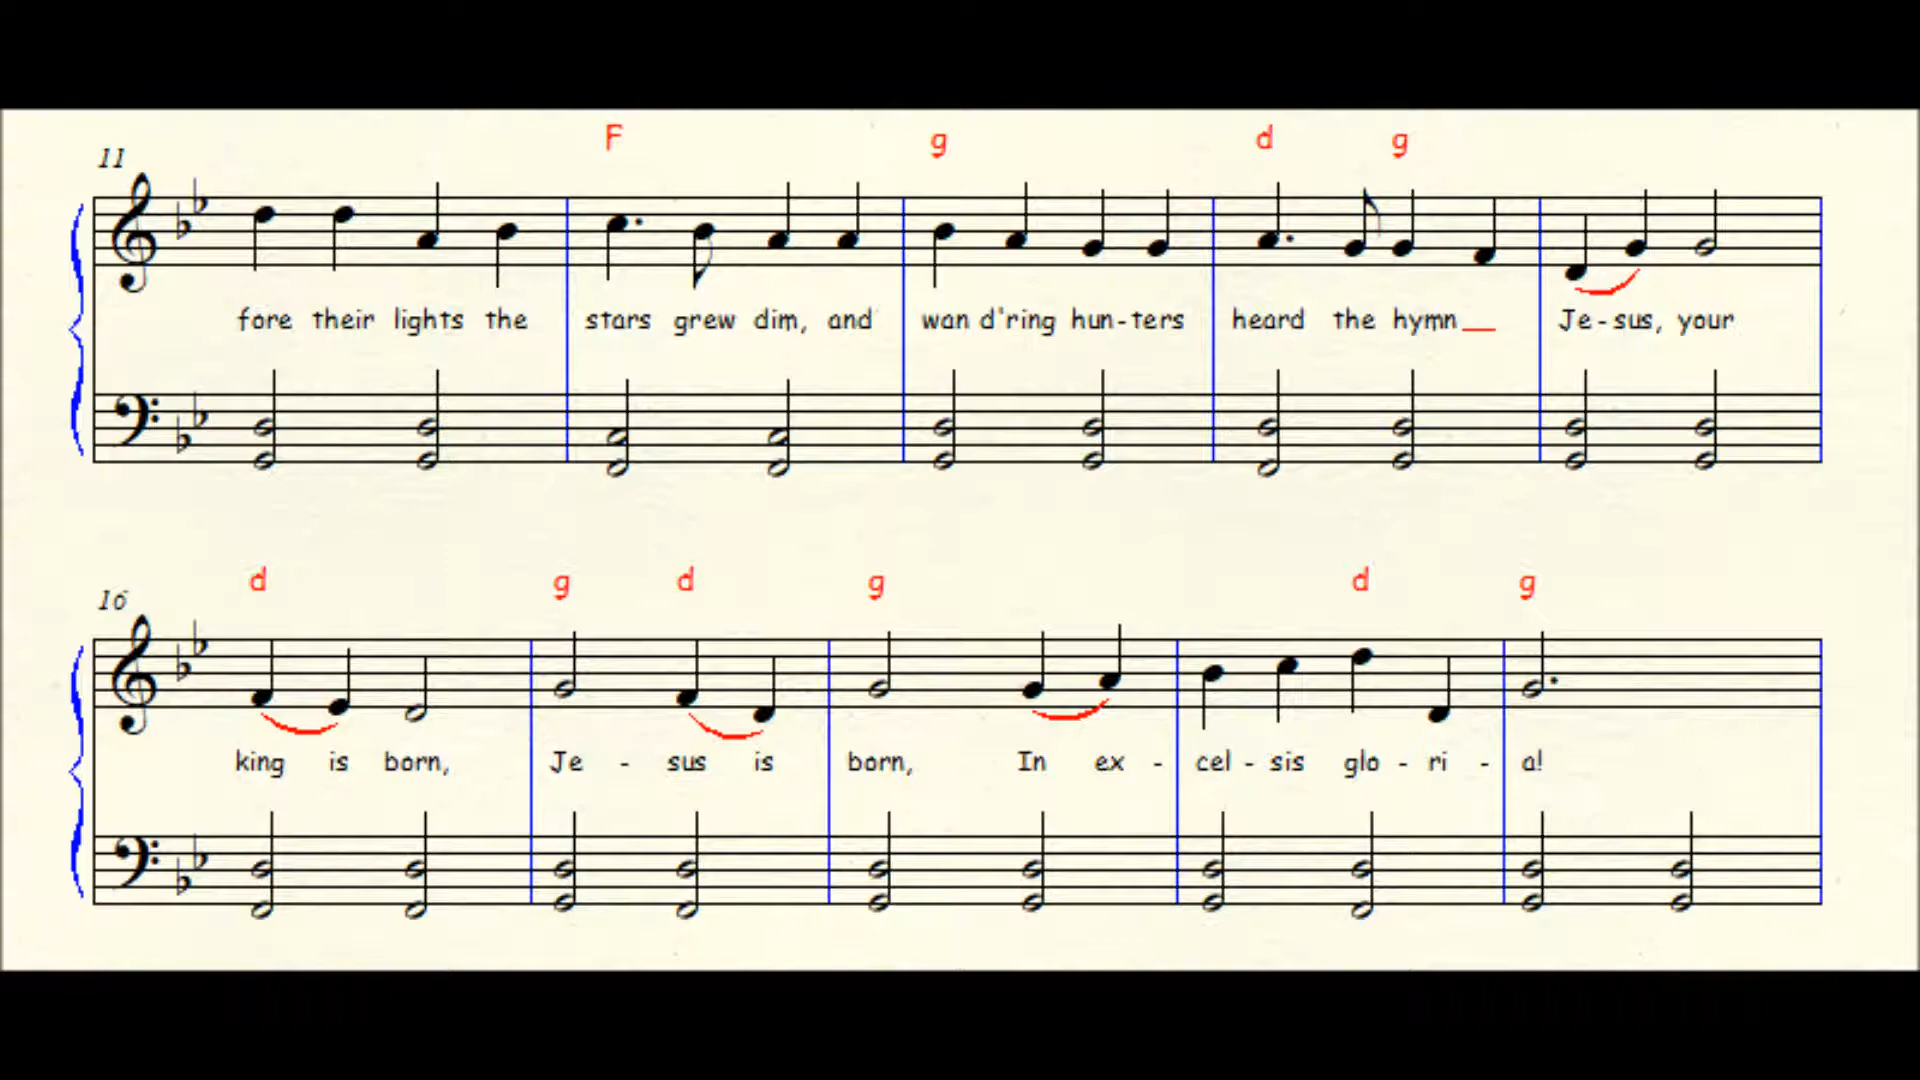 F g d g
11
fore their lights the stars grew dim, and wan d'ring hun-ters heard the hymn__ Je-sus, your
d g d g d g
16
king is born, Je - sus is born, In ex - cel - sis glo - ri - a!